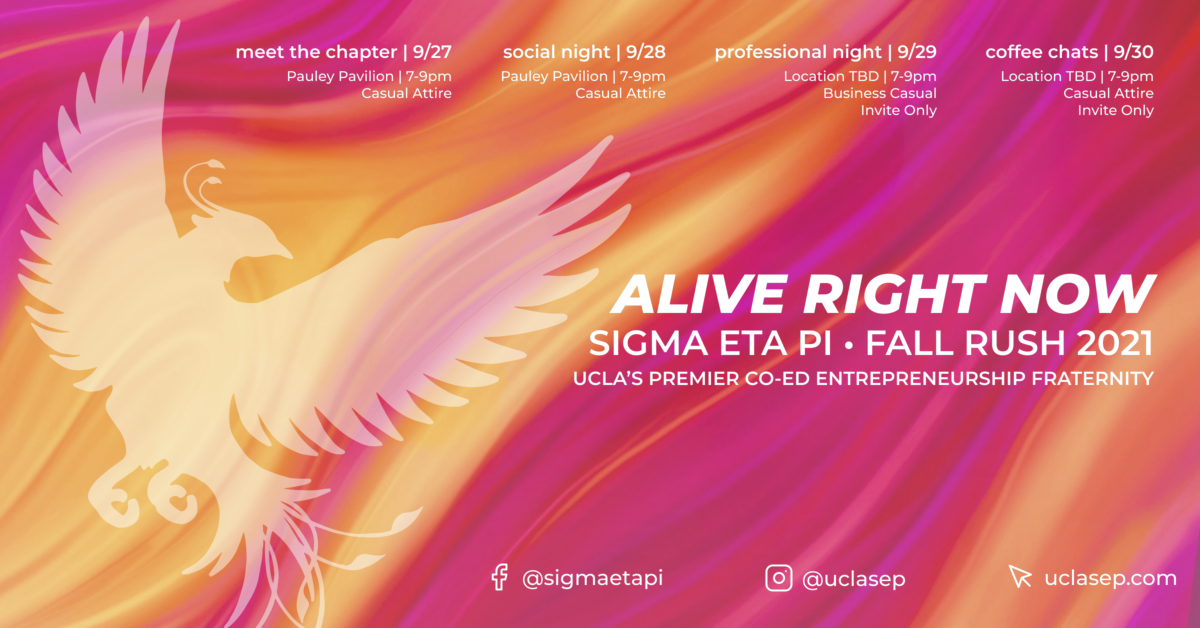 meet the chapter | 9/27
Pauley Pavilion | 7-9pm
Casual Attire
social night | 9/28
Pauley Pavilion | 7-9pm
Casual Attire
professional night | 9/29
Location TBD | 7-9pm
Business Casual
Invite Only
coffee chats | 9/30
Location TBD | 7-9pm
Casual Attire
Invite Only
ALIVE RIGHT NOW
SIGMA ETA PI • FALL RUSH 2021
UCLA'S PREMIER CO-ED ENTREPRENEURSHIP FRATERNITY
@sigmaetapi
@uclasep
uclasep.com